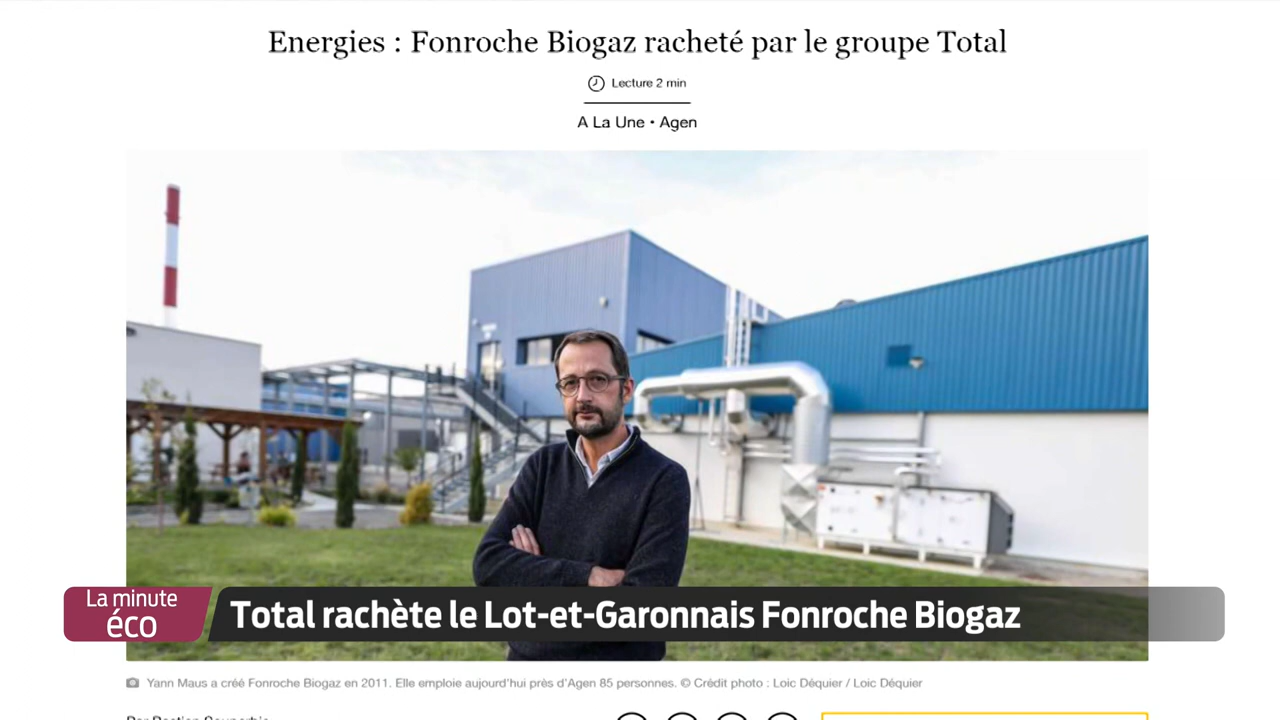 Energies : Fonroche Biogaz racheté par le groupe Total
Lecture 2 min
A La Une • Agen
La minute
éco
Total rachète le Lot-et-Garonnais Fonroche Biogaz
Yann Maus a créé Fonroche Biogaz en 2011. Elle emploie aujourd'hui près d'Agen 85 personnes. © Crédit photo : Loic Déquier / Loic Déquier